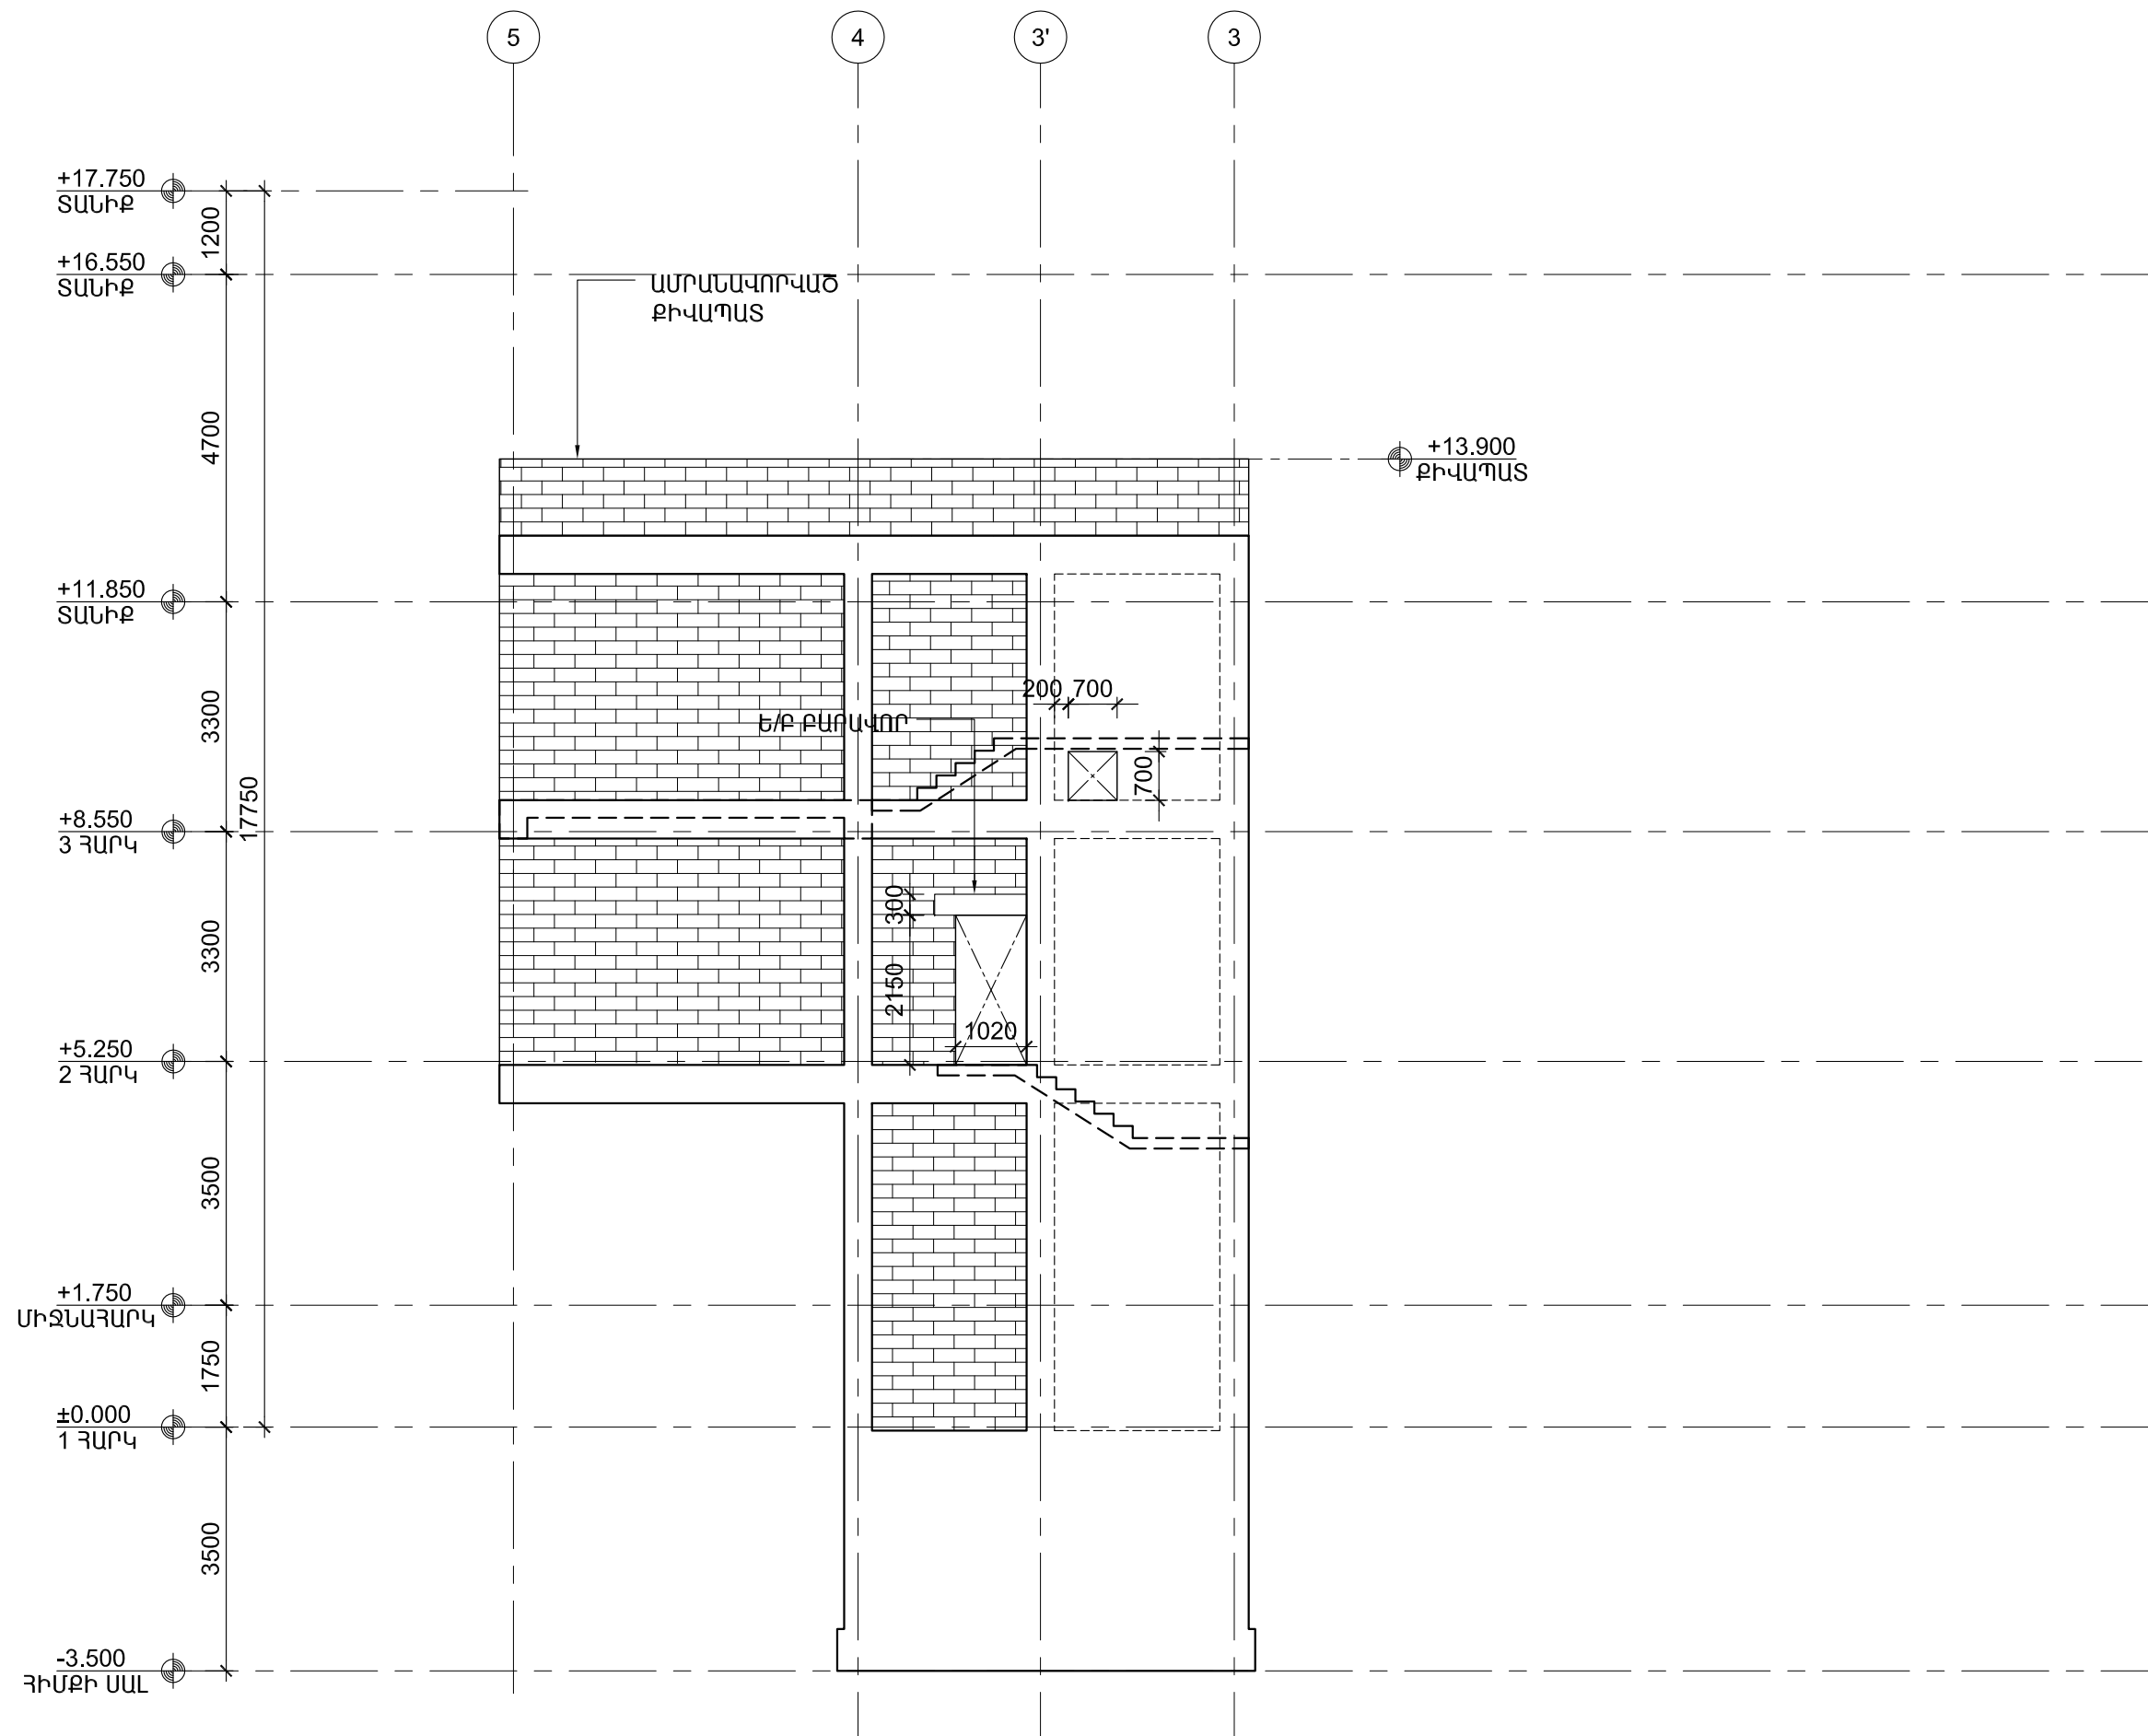 5 4 3' 3
+17.750
ՏԱՆԻՔ
1200
+16.550
ՏԱՆԻՔ
ԱՄՐԱՆԱՎՈՐՎԱԾ
ՔԻՎԱՊԱՏ
4700
+13.900
ՔԻՎԱՊԱՏ
+11.850
ՏԱՆԻՔ
3300
200 700
Ե/Բ ԲԱՐԱՎՈՐ
700
17750
+8.550
3 ՀԱՐԿ
300
3300
2150
1020
+5.250
2 ՀԱՐԿ
3500
+1.750
ՄԻՋՆԱՀԱՐԿ
1750
±0.000
1 ՀԱՐԿ
3500
-3.500
ՀԻՄՔԻ ՍԱԼ